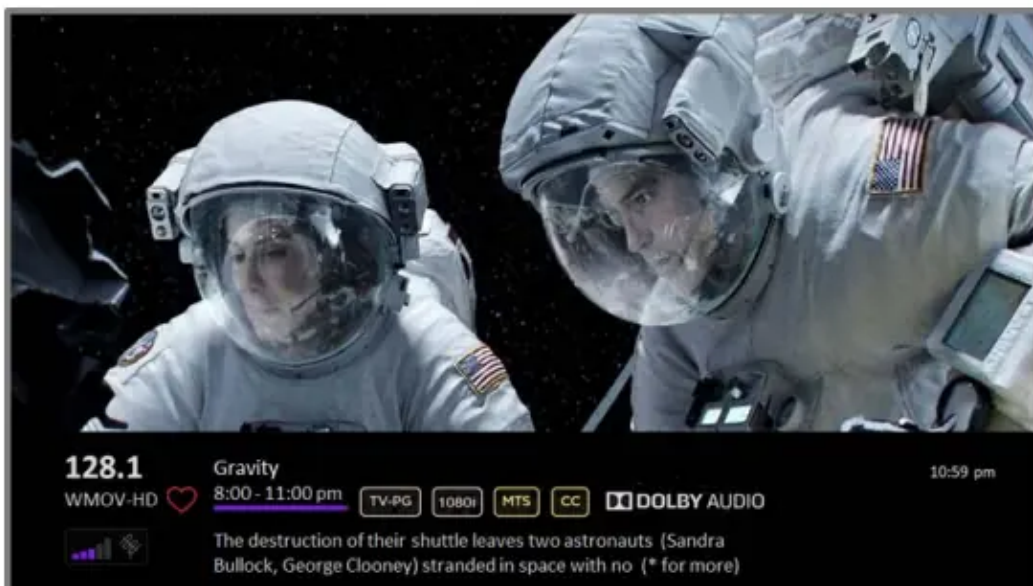 128.1
Gravity
10:59 pm
WMOV-HD
8:00 - 11:00 pm
TV-PG
1080i
MTS
CC
DOLBY AUDIO
The destruction of their shuttle leaves two astronauts (Sandra
Bullock, George Clooney) stranded in space with no (* for more)